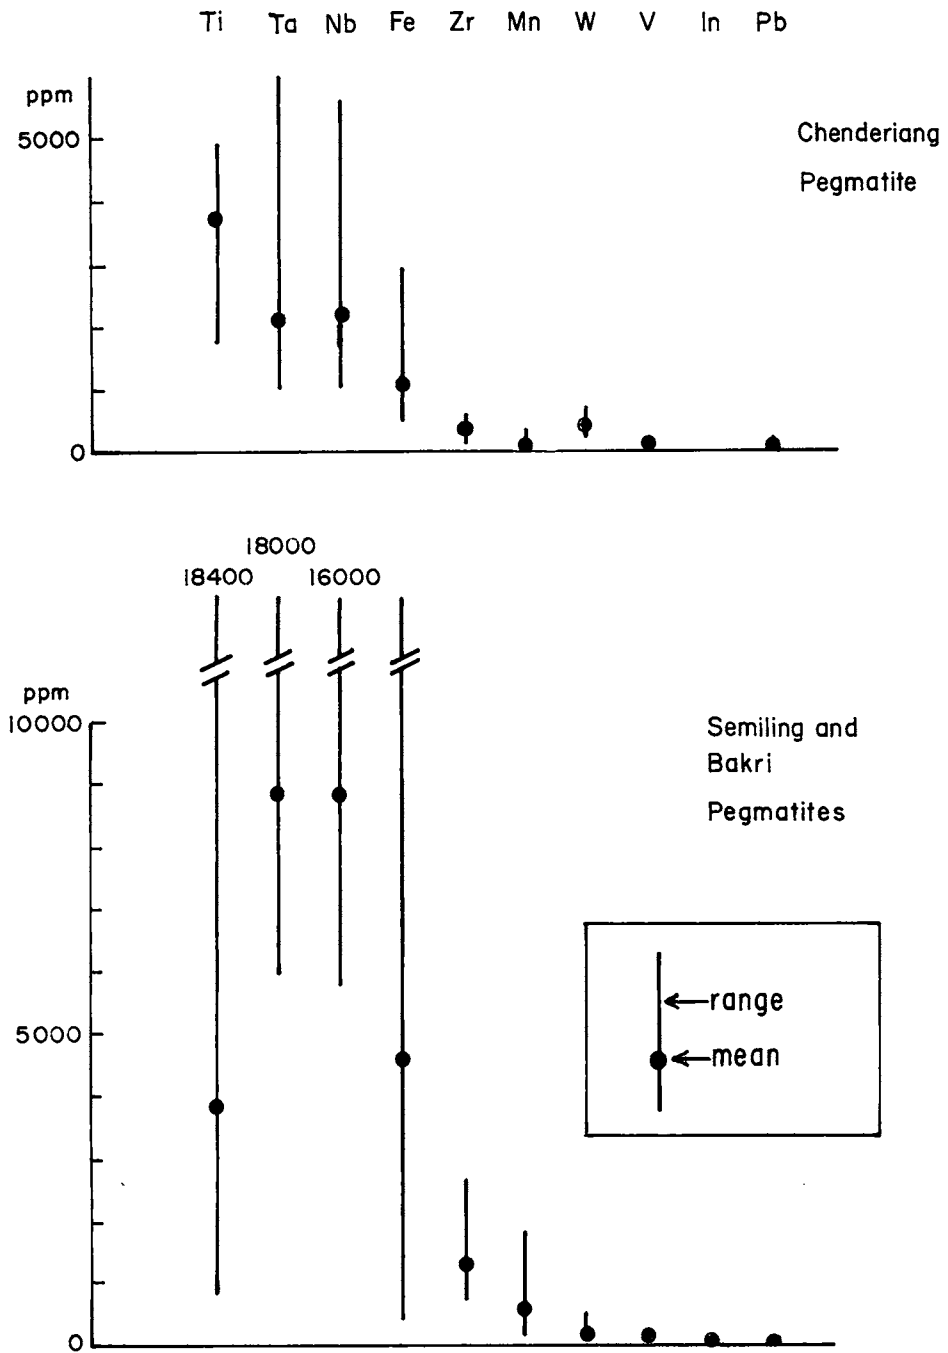 Ti Ta Nb Fe Zr Mn W V In Pb
ppm
5000
0
Chenderiang
Pegmatite
18000
18400 16000
ppm
10000
5000
0
Semiling and
Bakri
Pegmatites
range
mean